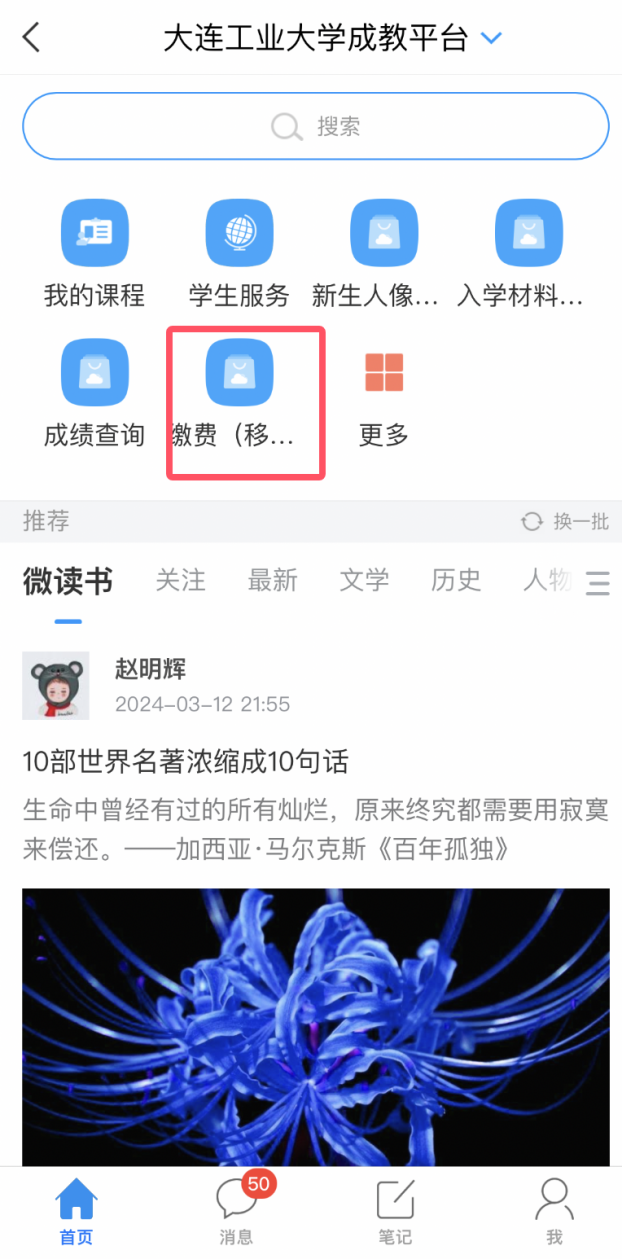 大连工业大学成教平台
搜索
我的课程 学生服务 新生人像... 入学材料...
成绩查询 缴费（移... 更多
推荐 换一批
微读书 关注 最新 文学 历史 人物
赵明辉
2024-03-12 21:55
10部世界名著浓缩成10句话
生命中曾经有过的所有灿烂，原来终究都需要用寂寞
来偿还。——加西亚·马尔克斯《百年孤独》
50
首页 消息 笔记 我